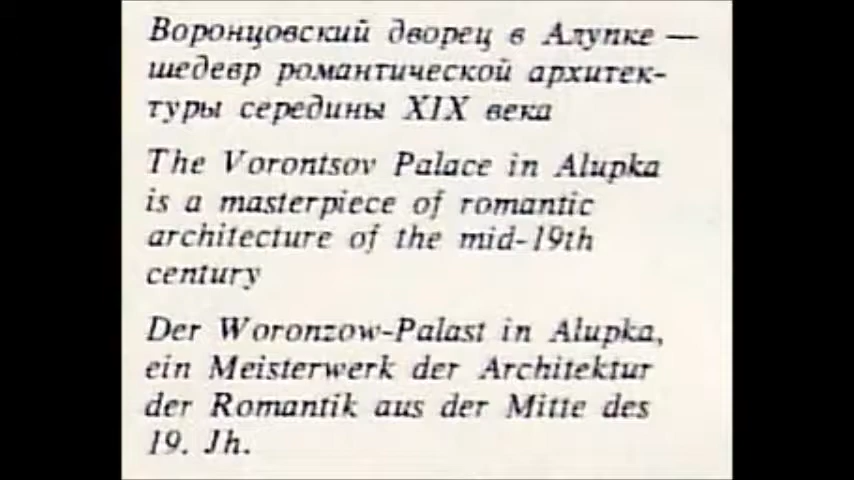 Воронцовский дворец в Алупке —
шедевр романтической архитек-
туры середины XIX века
The Vorontsov Palace in Alupka
is a masterpiece of romantic
architecture of the mid-19th
century
Der Woronzow-Palast in Alupka,
ein Meisterwerk der Architektur
der Romantik aus der Mitte des
19. Jh.